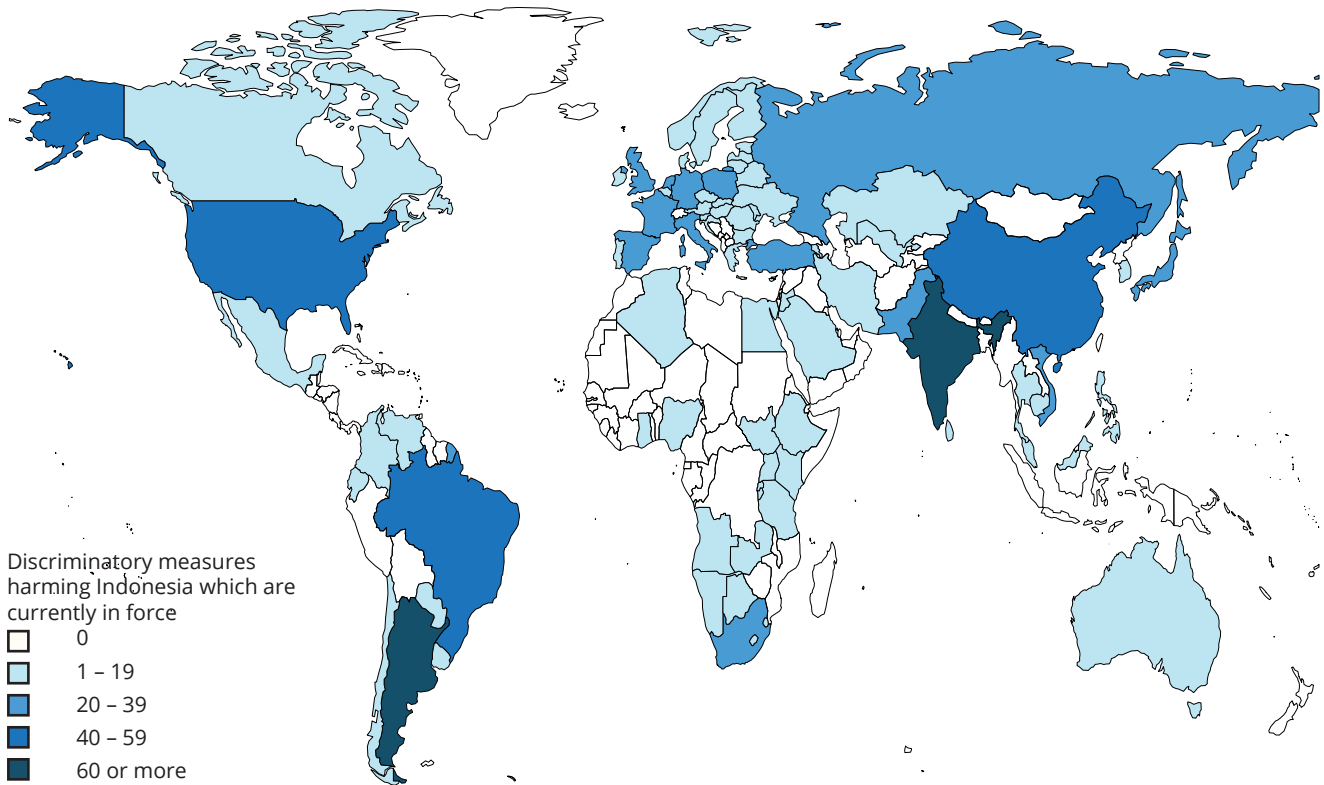 Discriminatory measures
harming Indonesia which are
currently in force
0
1 – 19
20 – 39
40 – 59
60 or more